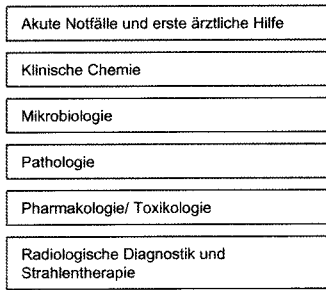 Akute Notfälle und erste ärztliche Hilfe
Klinische Chemie
Mikrobiologie
Pathologie
Pharmakologie/ Toxikologie
Radiologische Diagnostik und
Strahlentherapie